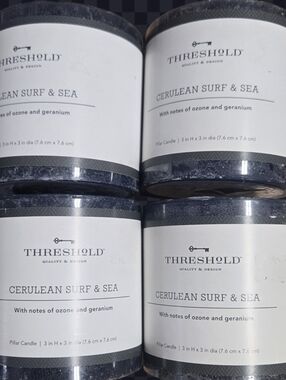 THRESHOLD
QUALITY & DESIGN
LEAN SURF & SEA
es of ozone and geranium
3 in H x 3 in dia (7.6 cm x 7.6 cm)
THRESHOLD
QUALITY & DESIGN
CERULEAN SURF & SEA
With notes of ozone and geranium
Pillar Candle | 3 in H x 3 in dia (7.6 cm x 7.6 cm)
THRESHOLD
QUALITY & DESIGN
CERULEAN SURF & SEA
With notes of ozone and geranium
Pillar Candle | 3 in H x 3 in dia (7.6 cm x 7.6 cm)
THRESHOLD
QUALITY & DESIGN
CERULEAN SURF & SEA
With notes of ozone and geranium
Pillar Candle | 3 in H x 3 in dia (7.6 cm x 7.6 cm)